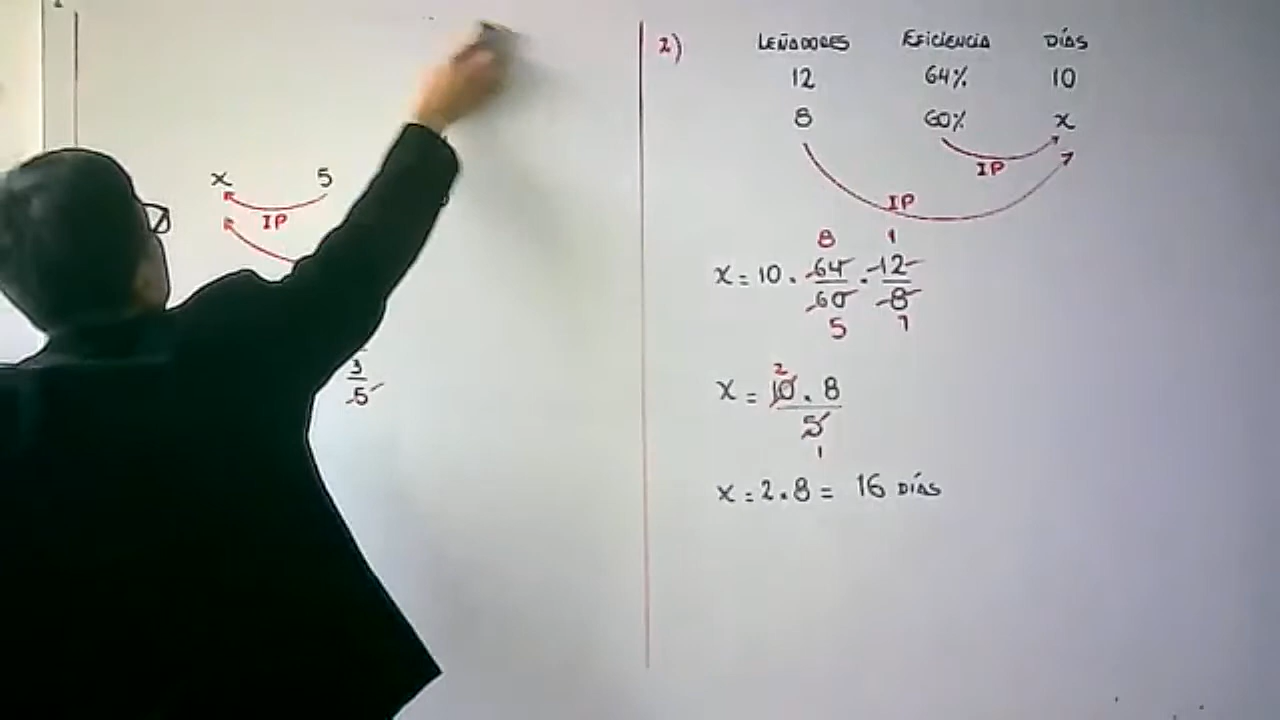 x 5
IP
3
5
2)
LEÑADORES EFICIENCIA DÍAS
12 64% 10
8 60% x
IP
IP
8 1
x = 10 . 64/60 . 12/8
5 1
2
x = 10 . 8
5
1
x = 2 . 8 = 16 DÍAS